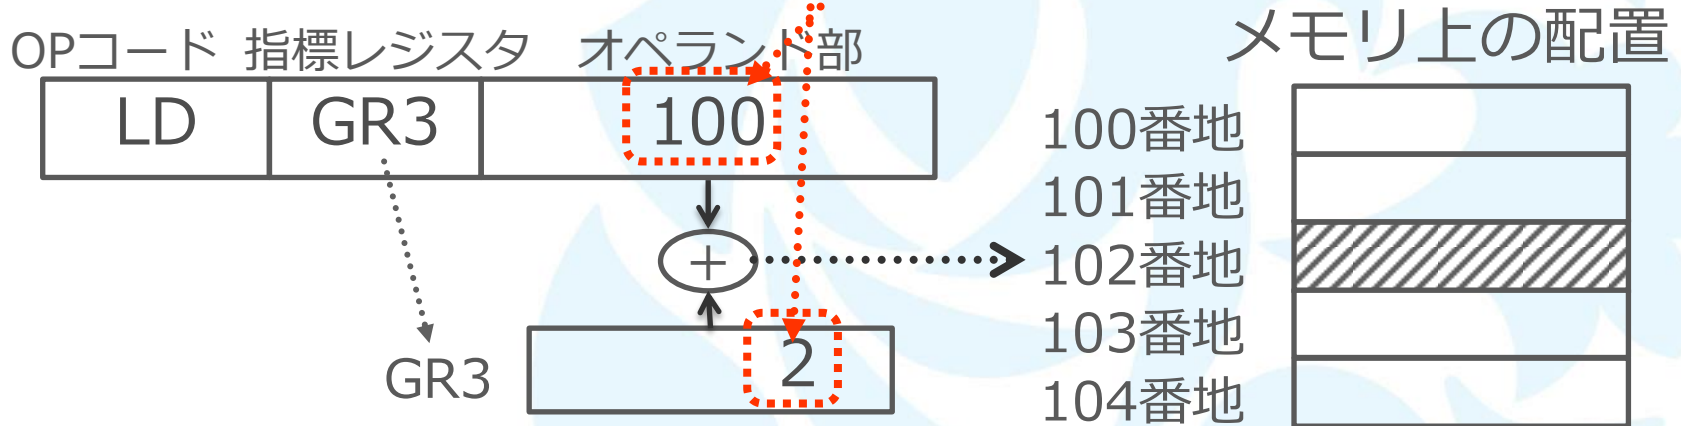 メモリ上の配置
OPコード 指標レジスタ オペランド部
LD GR3 100
100番地
101番地
+
102番地
103番地
GR3 2
104番地